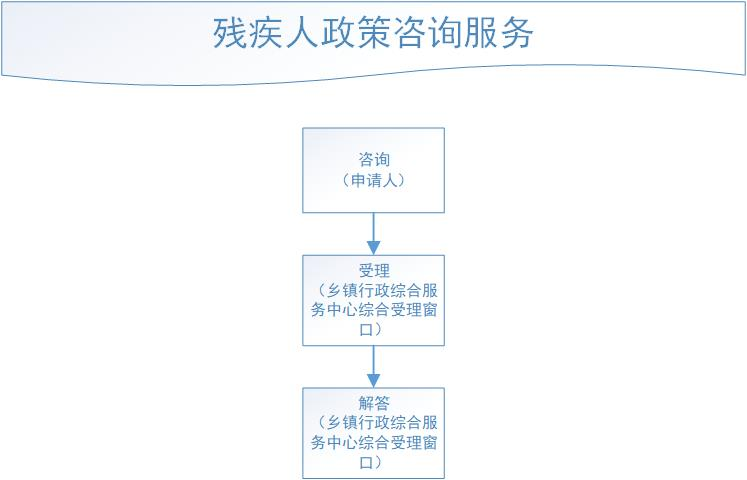 残疾人政策咨询服务
咨询
（申请人）
受理
（乡镇行政综合服
务中心综合受理窗
口）
解答
（乡镇行政综合服
务中心综合受理窗
口）